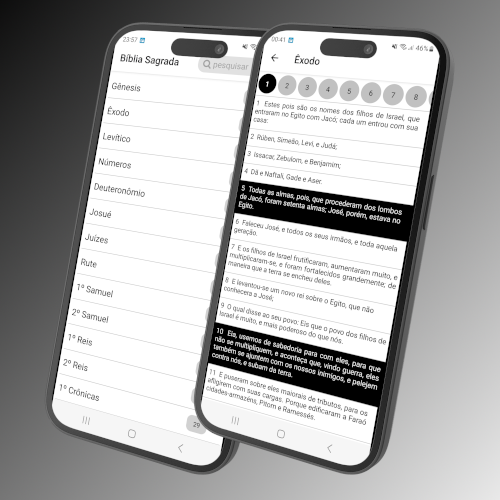 23:57
Bíblia Sagrada
pesquisar
Gênesis
Êxodo
Levítico
Números
Deuteronômio
Josué
Juízes
Rute
1º Samuel
2º Samuel
1º Reis
2º Reis
1º Crônicas
29
00:41
46%
Êxodo
1 2 3 4 5 6 7 8
1 Estes pois são os nomes dos filhos de Israel, que
entraram no Egito com Jacó; cada um entrou com sua
casa:
2 Rúben, Simeão, Levi, e Judá;
3 Issacar, Zebulom, e Benjamim;
4 Dã e Naftali, Gade e Aser.
5 Todas as almas, pois, que procederam dos lombos
de Jacó, foram setenta almas; José, porém, estava no
Egito.
6 Faleceu José, e todos os seus irmãos, e toda aquela
geração.
7 E os filhos de Israel frutificaram, aumentaram muito, e
multiplicaram-se, e foram fortalecidos grandemente; de
maneira que a terra se encheu deles.
8 E levantou-se um novo rei sobre o Egito, que não
conhecera a José;
9 O qual disse ao seu povo: Eis que o povo dos filhos de
Israel é muito, e mais poderoso do que nós.
10 Eia, usemos de sabedoria para com eles, para que
não se multipliquem, e aconteça que, vindo guerra, eles
também se ajuntem com os nossos inimigos, e pelejem
contra nós, e subam da terra.
11 E puseram sobre eles maiorais de tributos, para os
afligirem com suas cargas. Porque edificaram a Faraó
cidades-armazéns, Pitom e Ramessés.